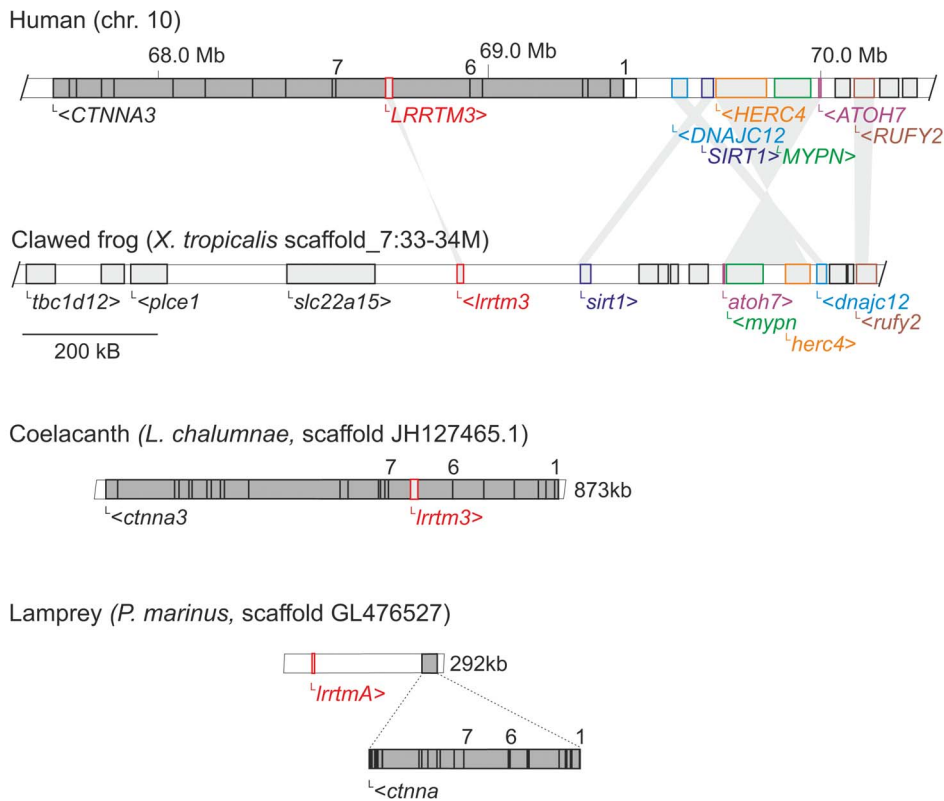 Human (chr. 10)
68.0 Mb 7 6 69.0 Mb 1 70.0 Mb
<CTNNA3 LRRTM3> <HERC4 <ATOH7
<DNAJC12 <RUFY2
SIRT1> MYPN>
Clawed frog (X. tropicalis scaffold_7:33-34M)
tbc1d12> <plce1 slc22a15> <lrrtm3 sirt1> atoh7> <dnajc12
<mypn <rufy2
200 kB herc4>
Coelacanth (L. chalumnae, scaffold JH127465.1)
7 6 1
873kb
<ctnna3 lrrtm3>
Lamprey (P. marinus, scaffold GL476527)
292kb
lrrtmA>
7 6 1
<ctnna